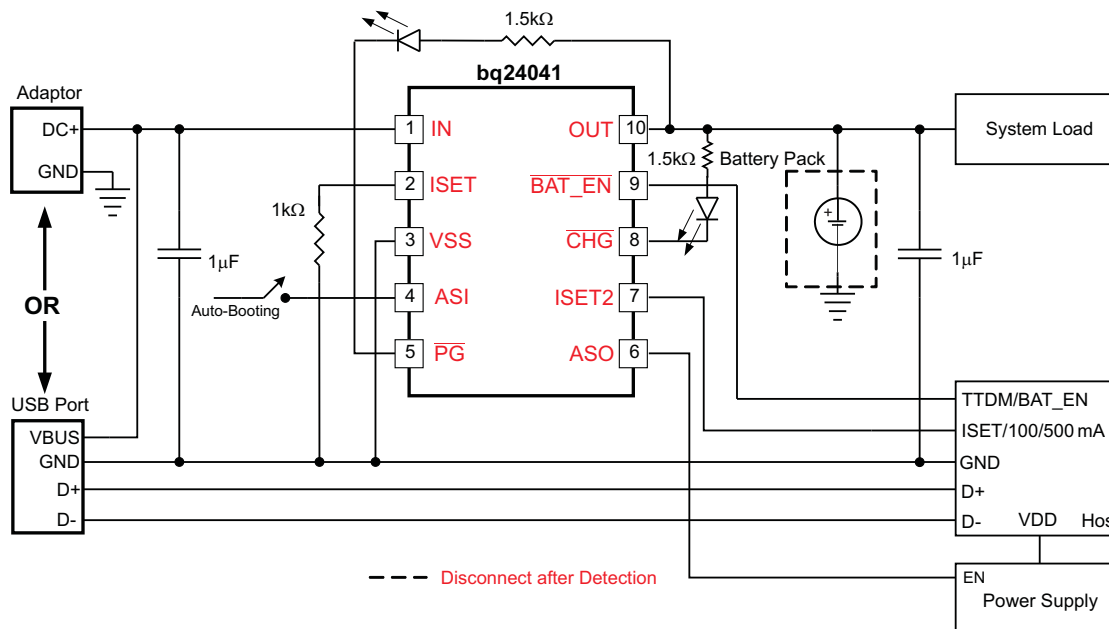 1.5kΩ
bq24041
Adaptor
DC+
GND
1 IN
OUT 10
System Load
1.5kΩ
Battery Pack
2 ISET
BAT_EN 9
1kΩ
+
3 VSS
CHG 8
1μF
1μF
OR
Auto-Booting
4 ASI
ISET2 7
5 PG
ASO 6
USB Port
VBUS
GND
D+
D-
TTDM/BAT_EN
ISET/100/500 mA
GND
D+
D-
VDD
Hos
Disconnect after Detection
EN
Power Supply